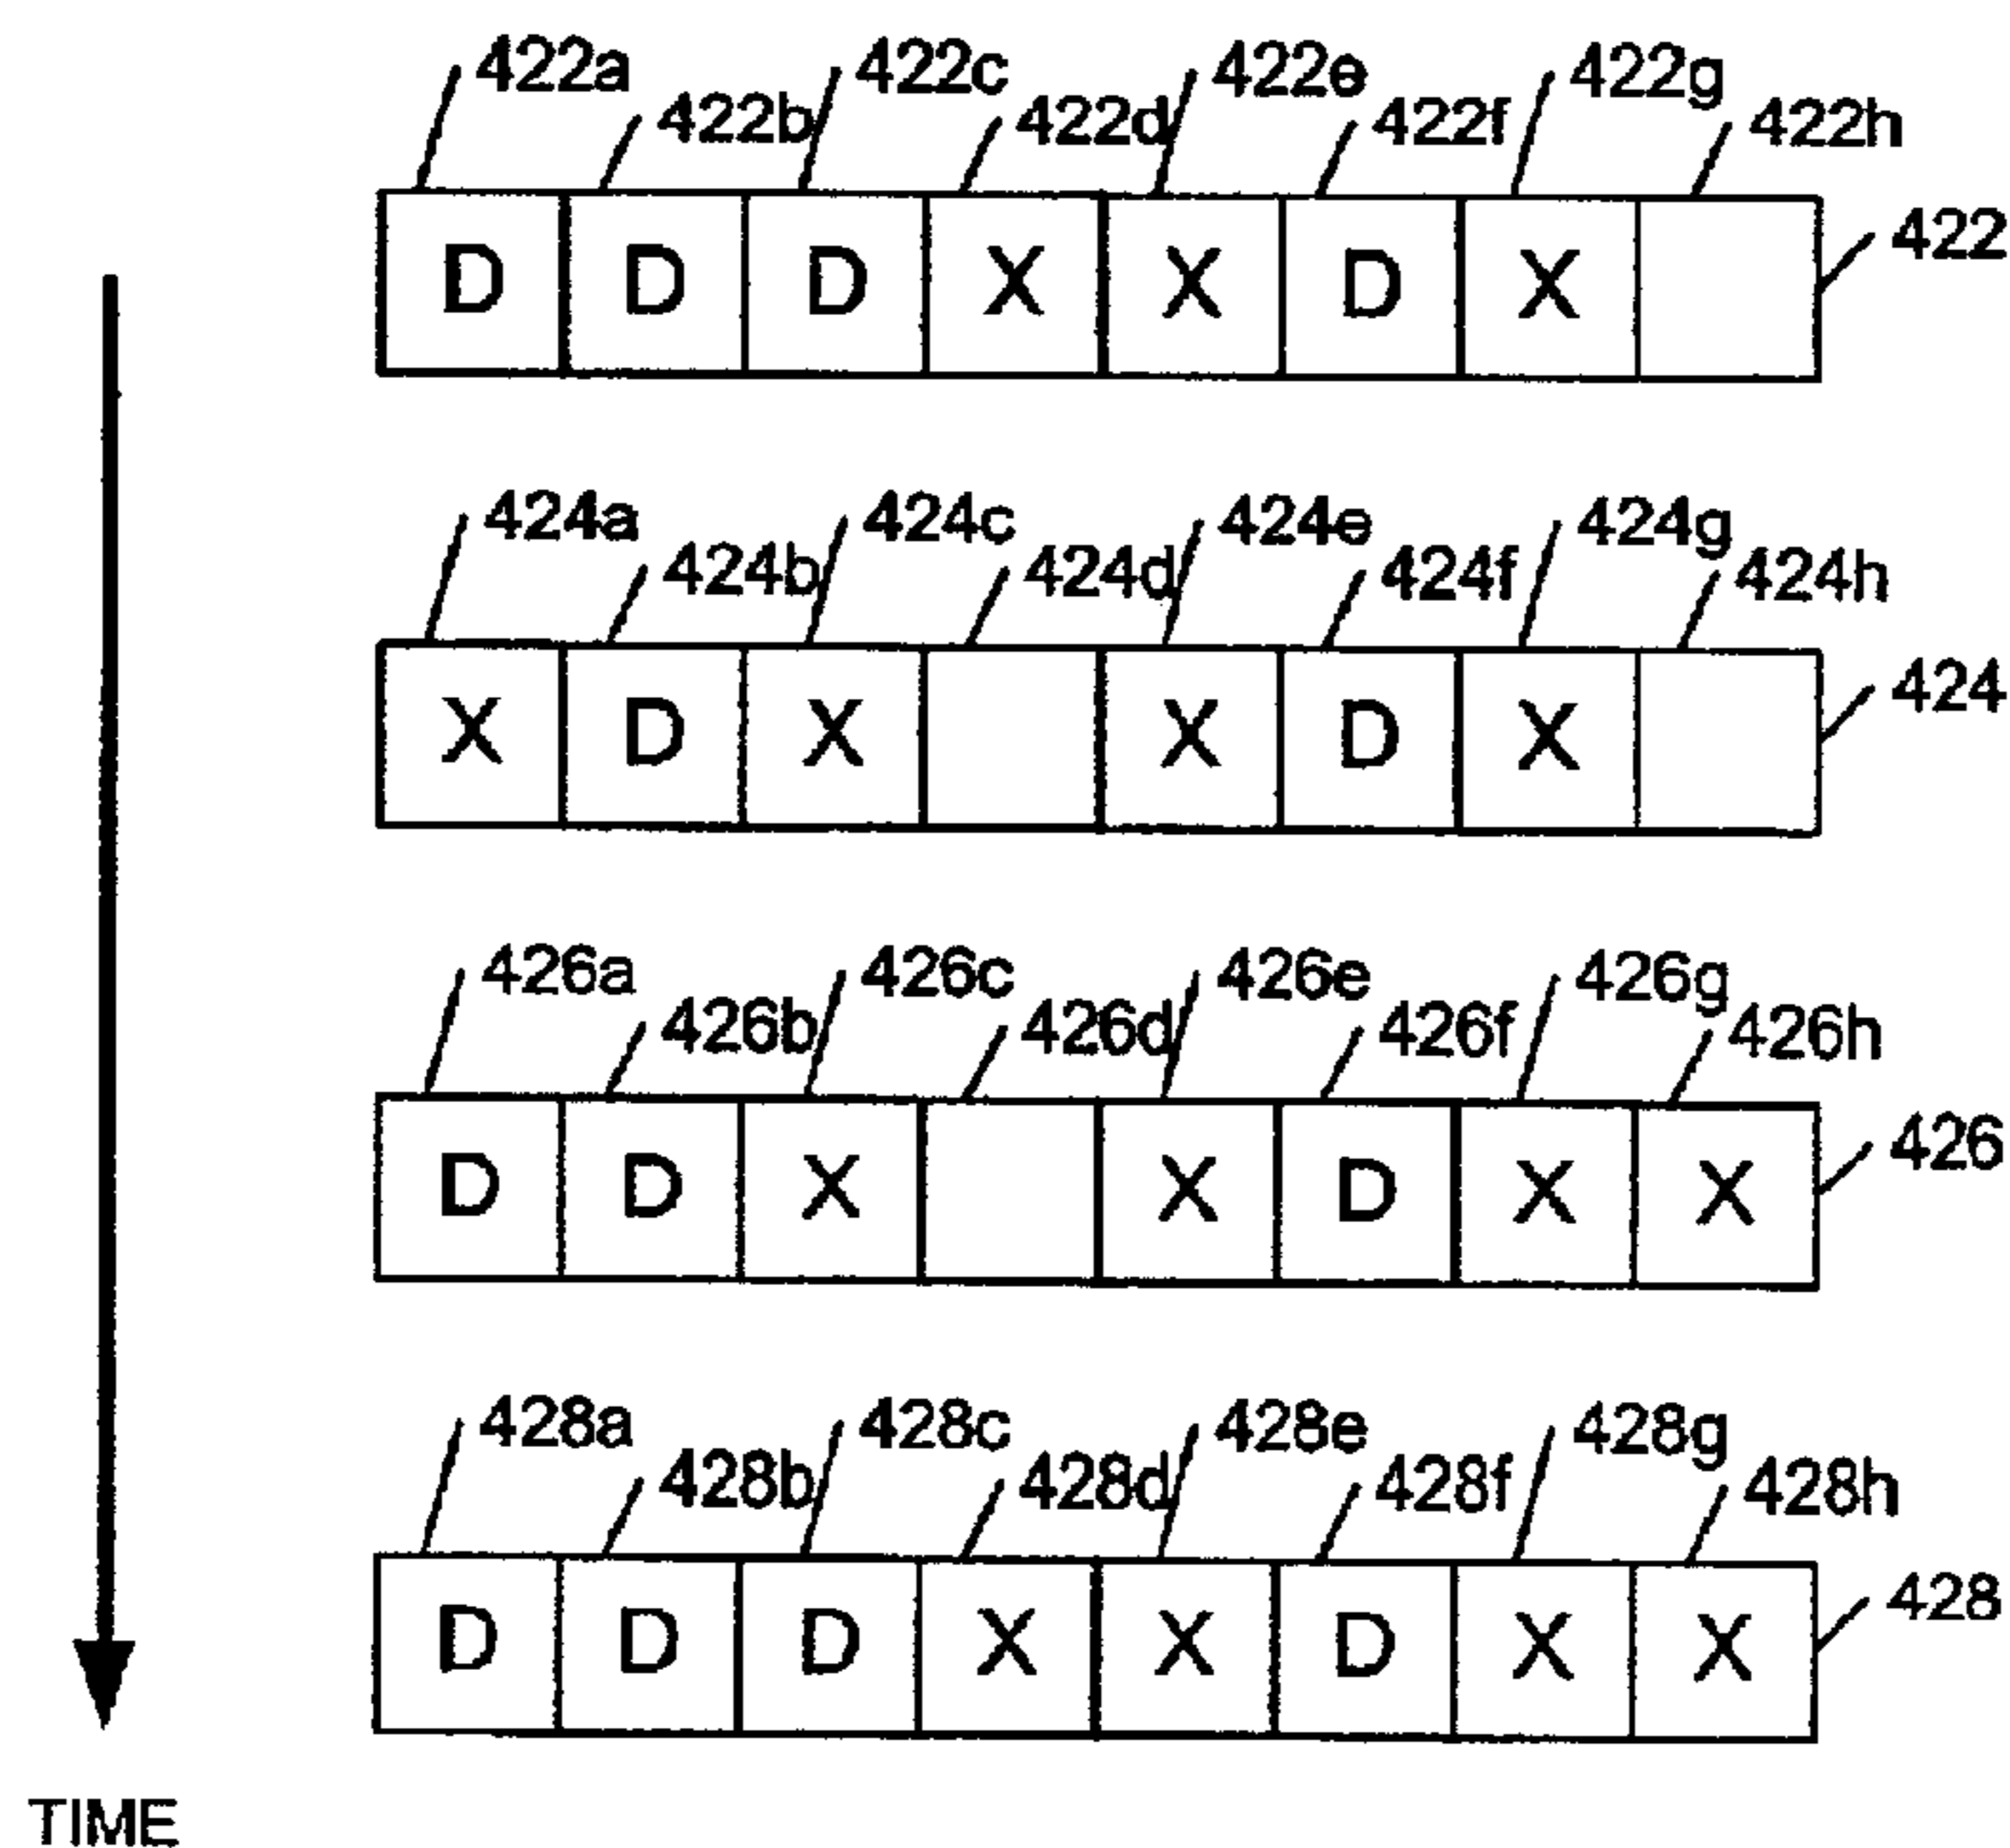 422a 422c 422e 422g
422b 422d 422f 422h
D D D X X D X
422
424a 424c 424e 424g
424b 424d 424f 424h
X D X X D X
424
426a 426c 426e 426g
426b 426d 426f 426h
D D X X D X X
426
428a 428c 428e 428g
428b 428d 428f 428h
D D D X X D X X
428
TIME